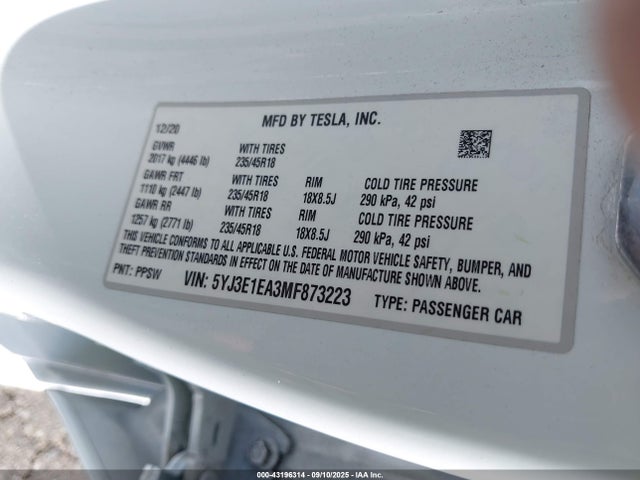 MFD BY TESLA, INC.
12/20
GVWR WITH TIRES
2017 kg (4446 lb) 235/45R18
GAWR FRT WITH TIRES RIM COLD TIRE PRESSURE
1110 kg (2447 lb) 235/45R18 18X8.5J 290 kPa, 42 psi
GAWR RR WITH TIRES RIM COLD TIRE PRESSURE
1257 kg (2771 lb) 235/45R18 18X8.5J 290 kPa, 42 psi
THIS VEHICLE CONFORMS TO ALL APPLICABLE U.S. FEDERAL MOTOR VEHICLE SAFETY, BUMPER, AND
THEFT PREVENTION STANDARDS IN EFFECT ON THE DATE OF MANUFACTURE SHOWN ABOVE.
PNT: PPSW VIN: 5YJ3E1EA3MF873223 TYPE: PASSENGER CAR
000-43196314 - 09/10/2025 - IAA, Inc.